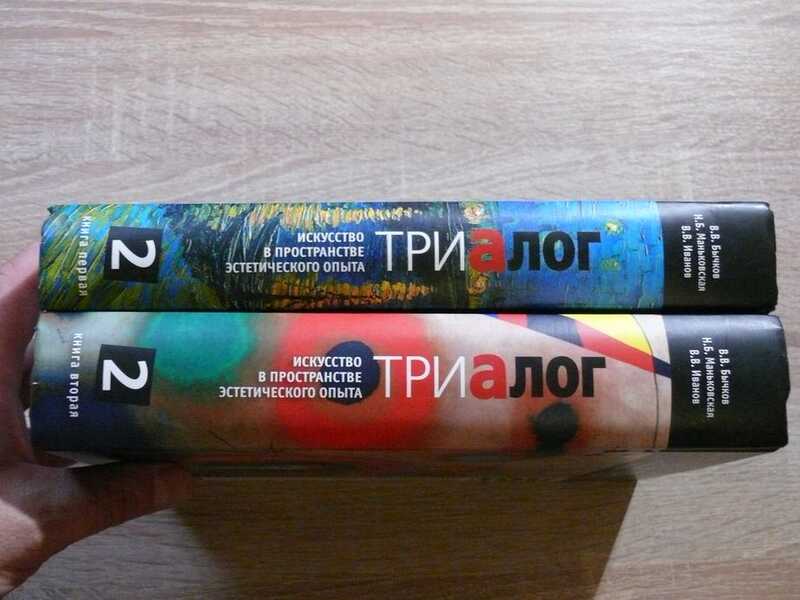 книга первая
2
ИСКУССТВО
В ПРОСТРАНСТВЕ
ЭСТЕТИЧЕСКОГО ОПЫТА
ТРИаЛОГ
В.В. Бычков
Н.Б. Маньковская
В.В. Иванов
книга вторая
2
ИСКУССТВО
В ПРОСТРАНСТВЕ
ЭСТЕТИЧЕСКОГО ОПЫТА
ТРИаЛОГ
В.В. Бычков
Н.Б. Маньковская
В.В. Иванов